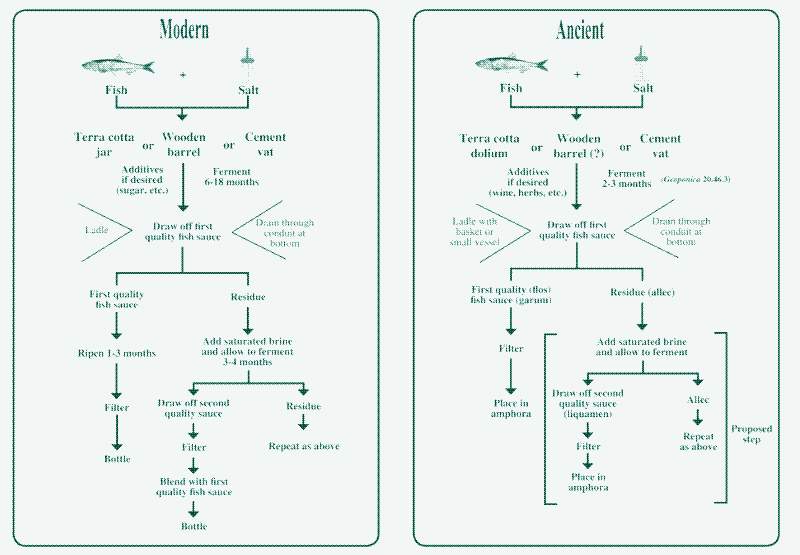 Modern
+
Fish
Salt
Terra cotta
jar
or
Wooden
barrel
or
Cement
vat
Additives
if desired
(sugar, etc.)
Ferment
6-18 months
Ladle
Draw off first
quality fish sauce
Drain through
conduit at
bottom
First quality
fish sauce
Residue
Ripen 1-3 months
Add saturated brine
and allow to ferment
3-4 months
Filter
Draw off second
quality sauce
Residue
Bottle
Filter
Repeat as above
Blend with first
quality fish sauce
Bottle
Ancient
+
Fish
Salt
Terra cotta
dolium
or
Wooden
barrel (?)
or
Cement
vat
Additives
if desired
(wine, herbs, etc.)
Ferment
2-3 months
(Geoponica 20.46.3)
Ladle with
basket or
small vessel
Draw off first
quality fish sauce
Drain through
conduit at
bottom
First quality (flos)
fish sauce (garum)
Residue (allec)
Filter
Add saturated brine
and allow to ferment
Place in
amphora
Draw off second
quality sauce
(liquamen)
Allec
Filter
Repeat
as above
Place in
amphora
Proposed
step